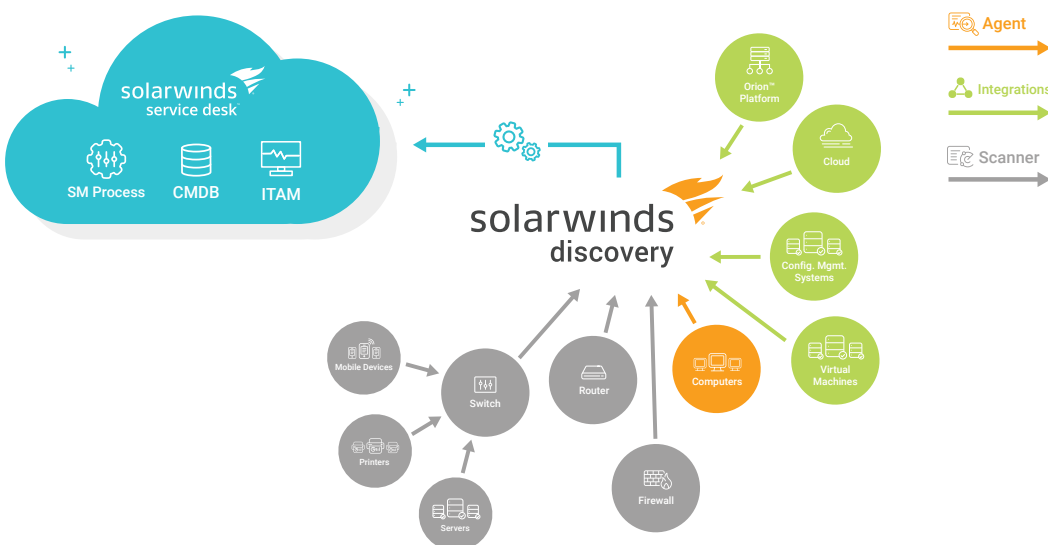 solarwinds
service desk
SM Process
CMDB
ITAM
solarwinds
discovery
Orion™
Platform
Cloud
Config. Mgmt.
Systems
Virtual
Machines
Computers
Firewall
Router
Switch
Mobile Devices
Printers
Servers
Agent
Integrations
Scanner